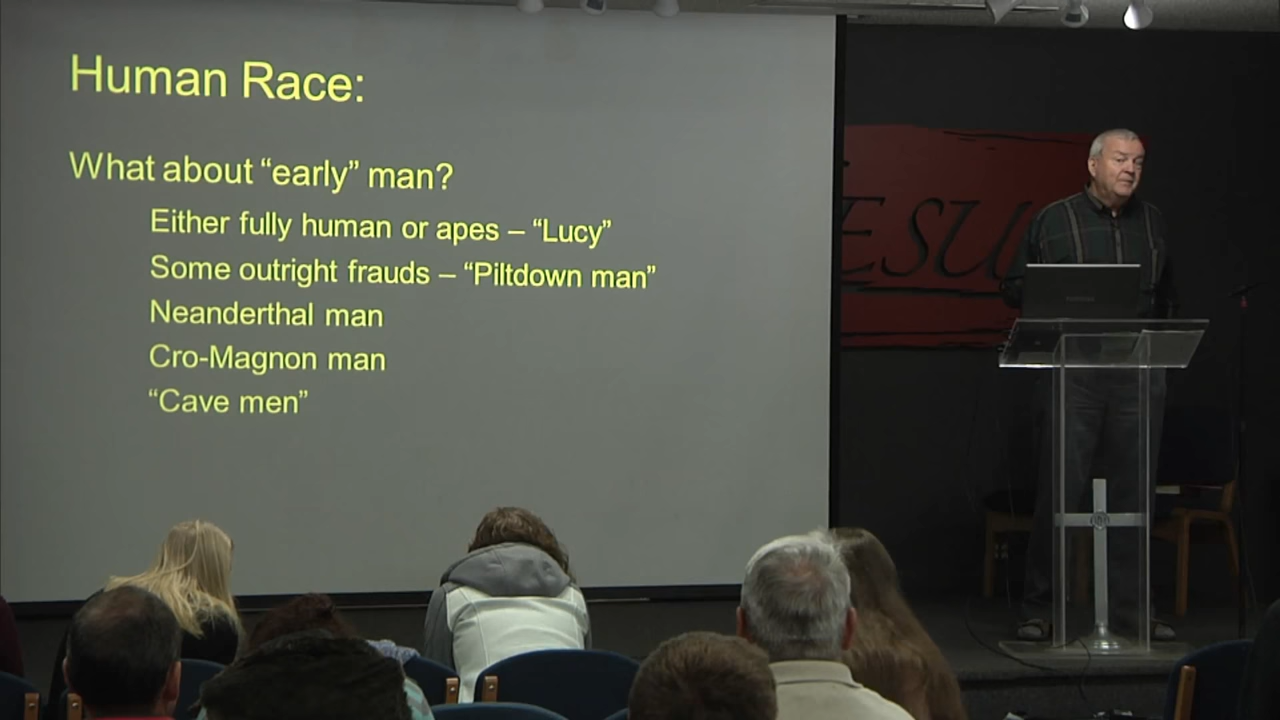 Human Race:
What about “early” man?
Either fully human or apes – “Lucy”
Some outright frauds – “Piltdown man”
Neanderthal man
Cro-Magnon man
“Cave men”
ESU